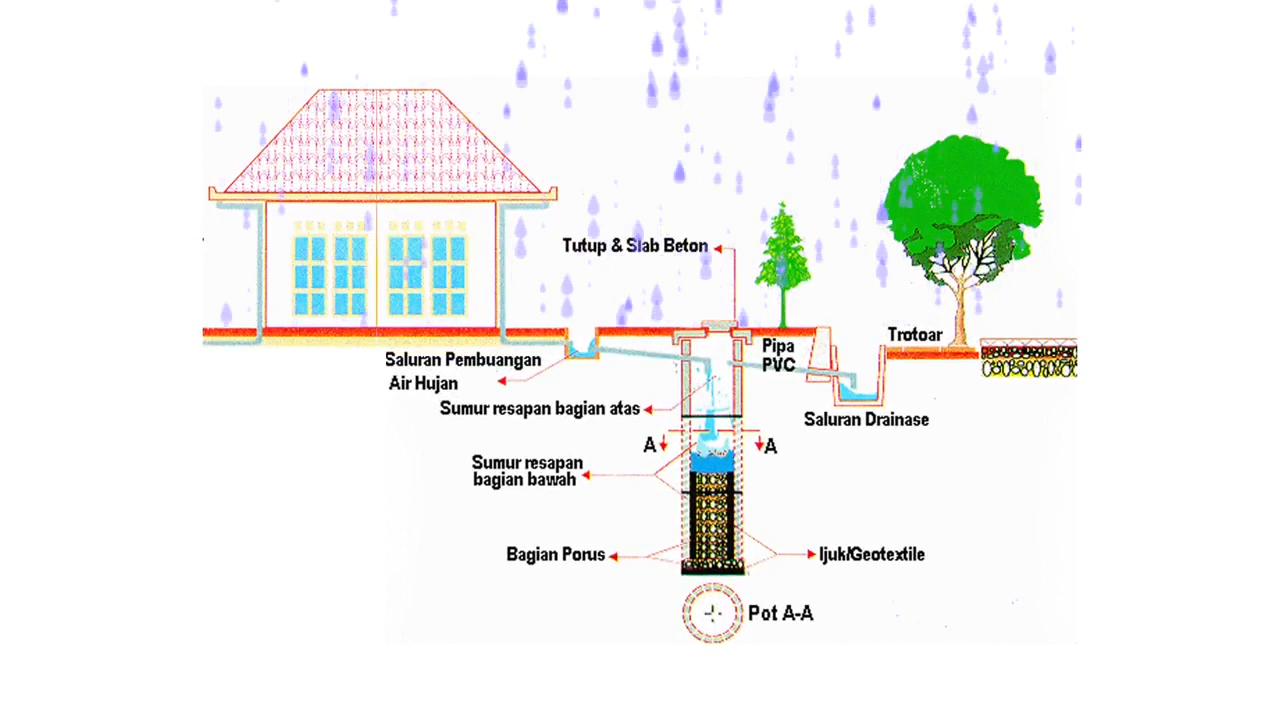 Tutup & Slab Beton
Pipa
PVC
Trotoar
Saluran Pembuangan
Air Hujan
Sumur resapan bagian atas
Saluran Drainase
A
A
Sumur resapan
bagian bawah
Bagian Porus
Ijuk/Geotextile
Pot A-A